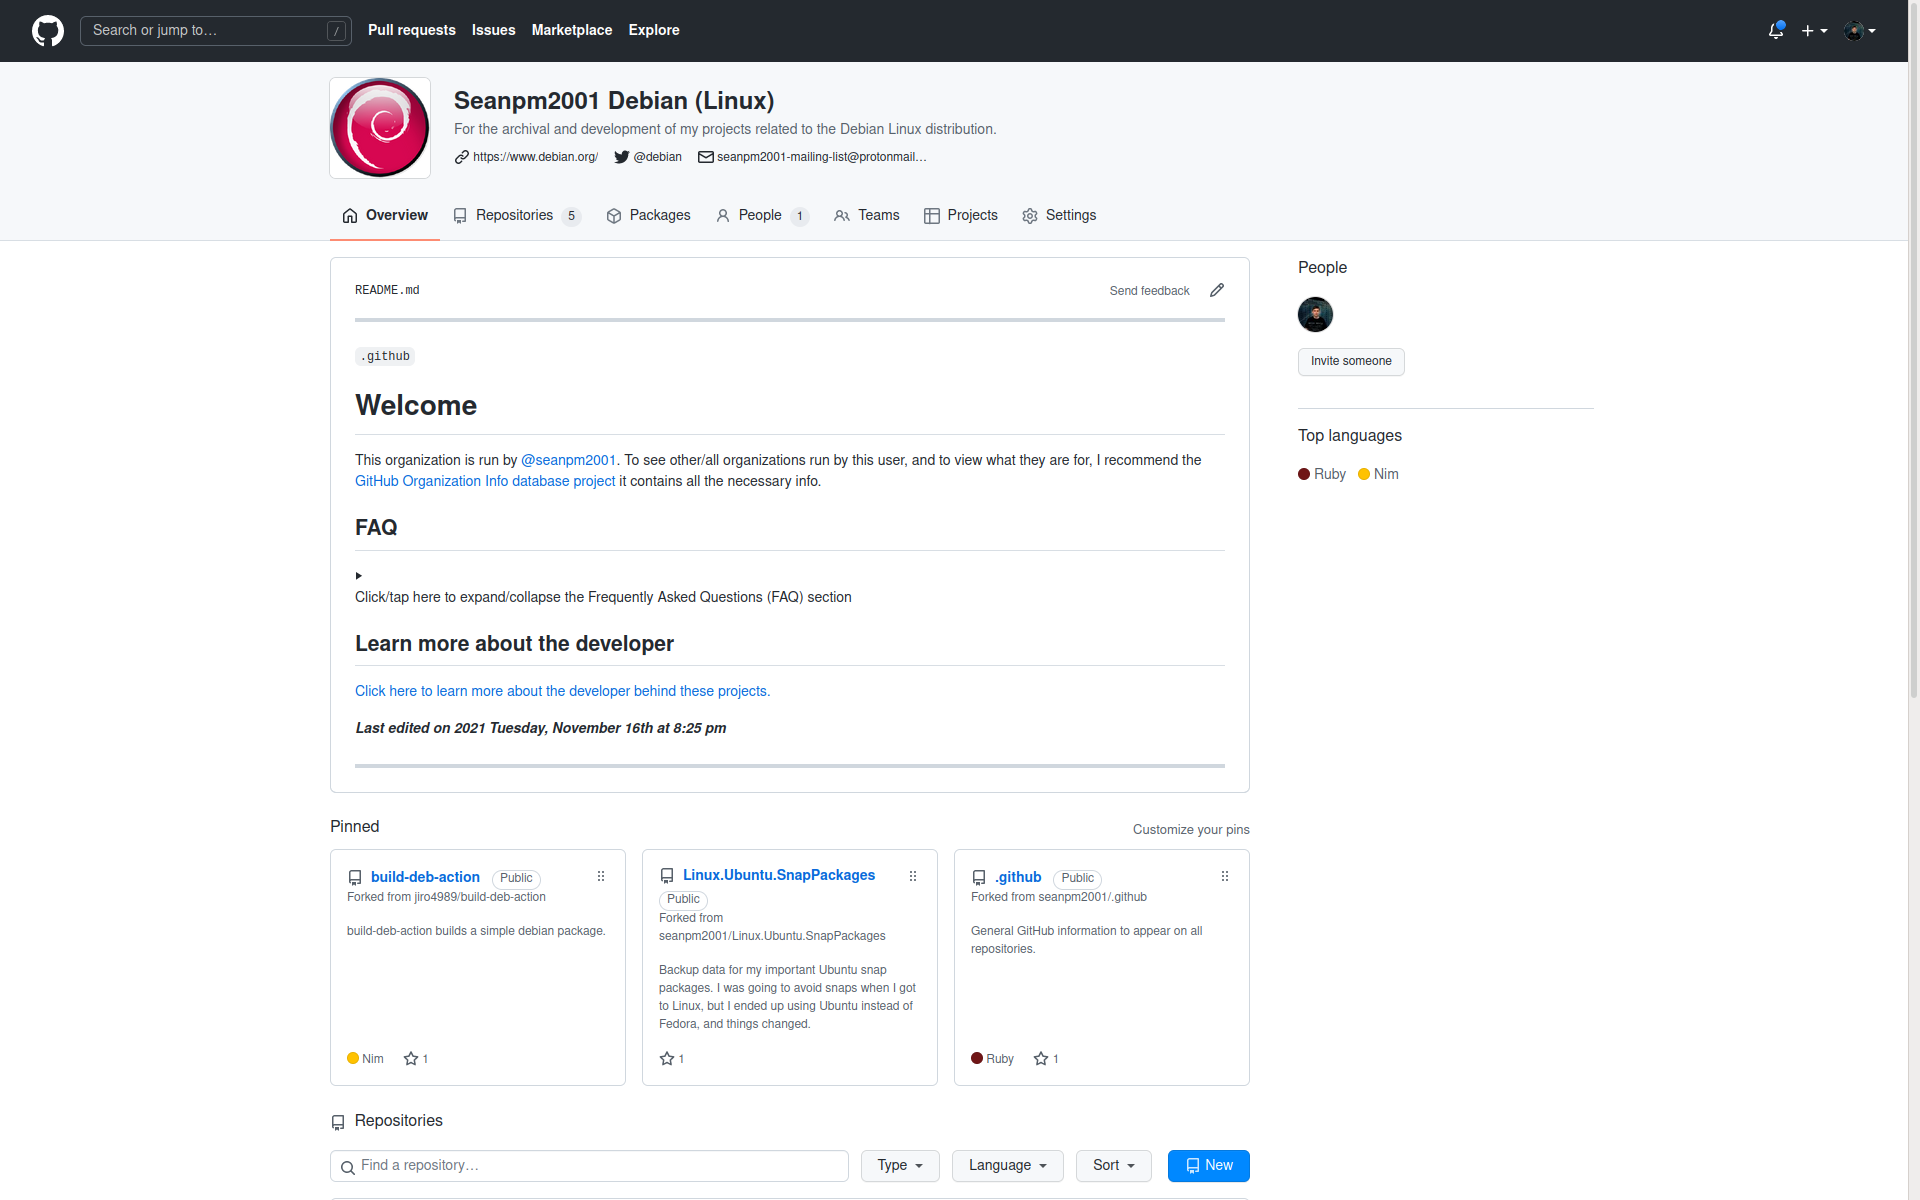 Search or jump to… /
Pull requests Issues Marketplace Explore
Seanpm2001 Debian (Linux)
For the archival and development of my projects related to the Debian Linux distribution.
https://www.debian.org/ @debian seanpm2001-mailing-list@protonmail…
Overview Repositories 5 Packages People 1 Teams Projects Settings
README.md Send feedback
.github
Welcome
This organization is run by @seanpm2001. To see other/all organizations run by this user, and to view what they are for, I recommend the
GitHub Organization Info database project it contains all the necessary info.
FAQ
Click/tap here to expand/collapse the Frequently Asked Questions (FAQ) section
Learn more about the developer
Click here to learn more about the developer behind these projects.
Last edited on 2021 Tuesday, November 16th at 8:25 pm
People
Invite someone
Top languages
Ruby Nim
Pinned Customize your pins
build-deb-action Public
Forked from jiro4989/build-deb-action
build-deb-action builds a simple debian package.
Nim 1
Linux.Ubuntu.SnapPackages
Public
Forked from
seanpm2001/Linux.Ubuntu.SnapPackages
Backup data for my important Ubuntu snap
packages. I was going to avoid snaps when I got
to Linux, but I ended up using Ubuntu instead of
Fedora, and things changed.
1
.github Public
Forked from seanpm2001/.github
General GitHub information to appear on all
repositories.
Ruby 1
Repositories
Find a repository… Type Language Sort New